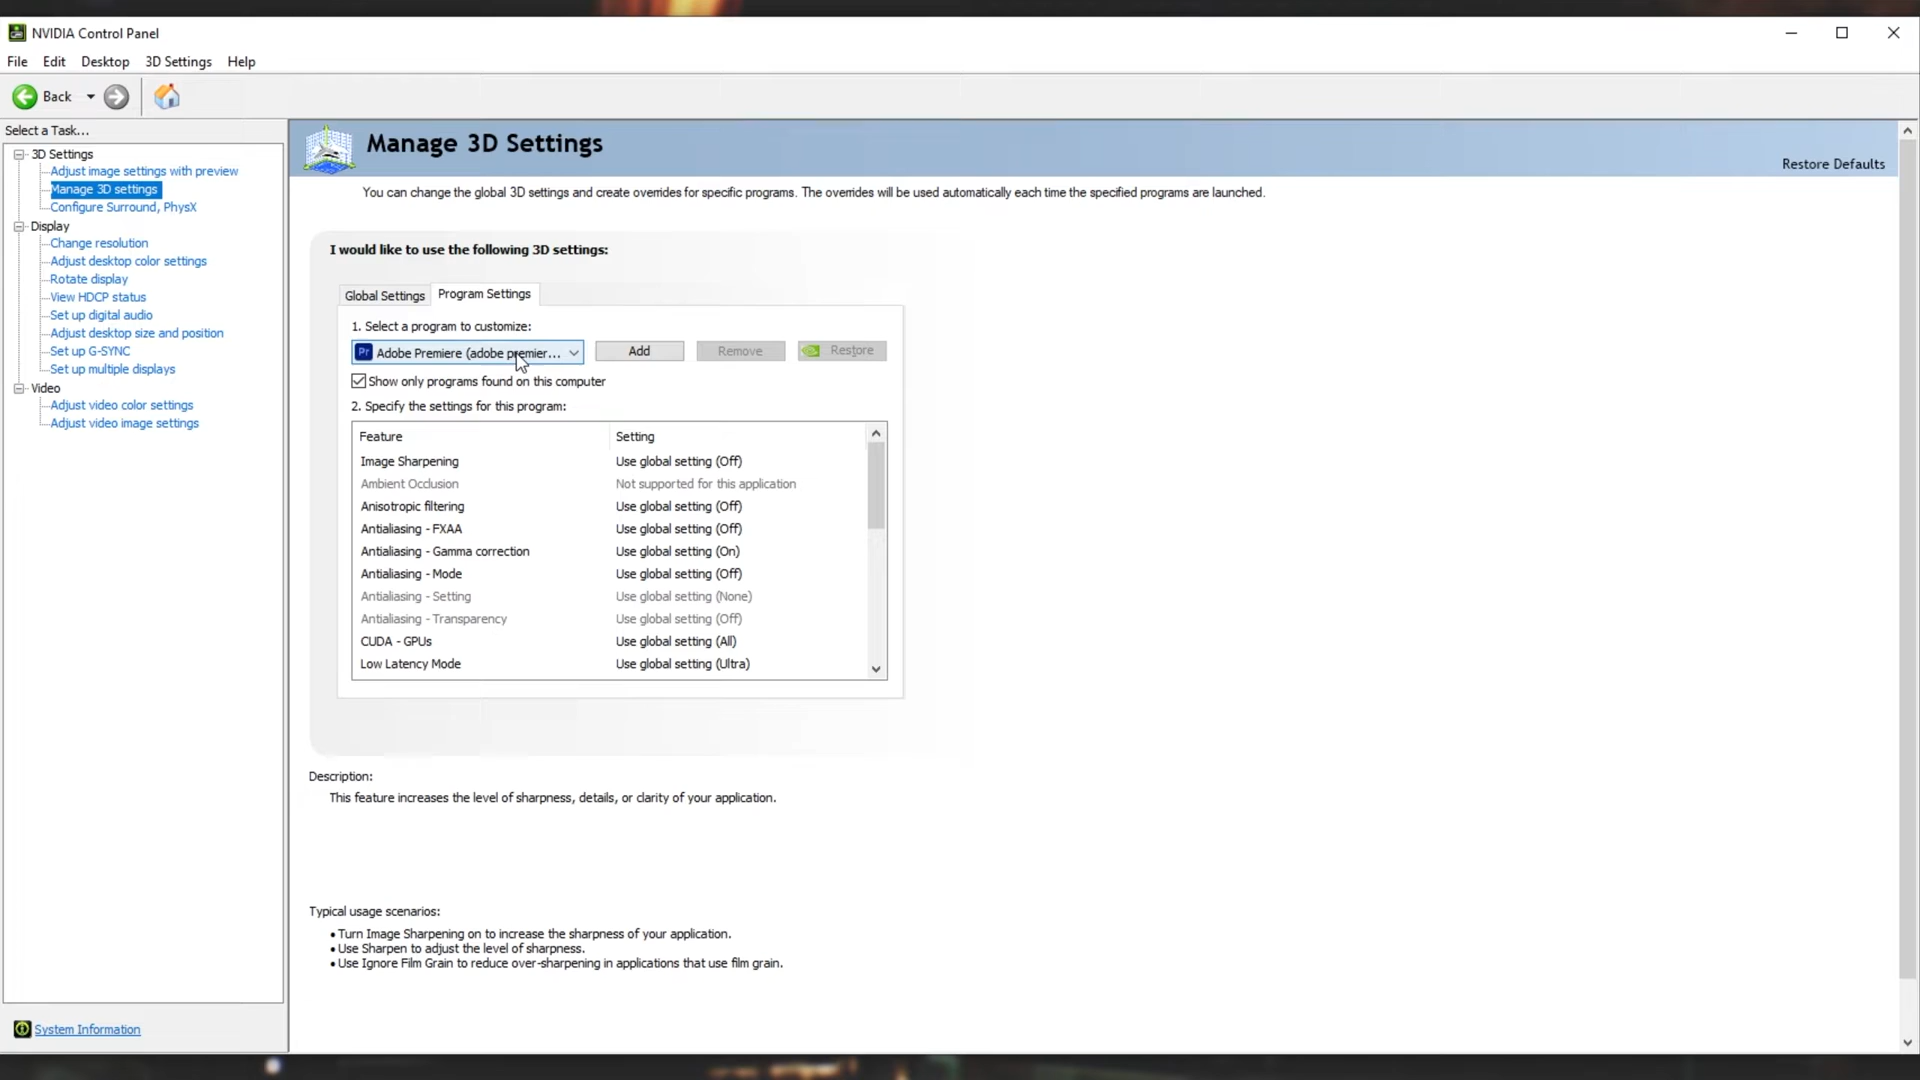 NVIDIA Control Panel
File Edit Desktop 3D Settings Help
Back
Select a Task...
3D Settings
Adjust image settings with preview
Manage 3D settings
Configure Surround, PhysX
Display
Change resolution
Adjust desktop color settings
Rotate display
View HDCP status
Set up digital audio
Adjust desktop size and position
Set up G-SYNC
Set up multiple displays
Video
Adjust video color settings
Adjust video image settings
System Information
Manage 3D Settings
Restore Defaults
You can change the global 3D settings and create overrides for specific programs. The overrides will be used automatically each time the specified programs are launched.
I would like to use the following 3D settings:
Global Settings Program Settings
1. Select a program to customize:
Pr Adobe Premiere (adobe premier... Add Remove Restore
Show only programs found on this computer
2. Specify the settings for this program:
Feature Setting
Image Sharpening Use global setting (Off)
Ambient Occlusion Not supported for this application
Anisotropic filtering Use global setting (Off)
Antialiasing - FXAA Use global setting (Off)
Antialiasing - Gamma correction Use global setting (On)
Antialiasing - Mode Use global setting (Off)
Antialiasing - Setting Use global setting (None)
Antialiasing - Transparency Use global setting (Off)
CUDA - GPUs Use global setting (All)
Low Latency Mode Use global setting (Ultra)
Description:
This feature increases the level of sharpness, details, or clarity of your application.
Typical usage scenarios:
• Turn Image Sharpening on to increase the sharpness of your application.
• Use Sharpen to adjust the level of sharpness.
• Use Ignore Film Grain to reduce over-sharpening in applications that use film grain.